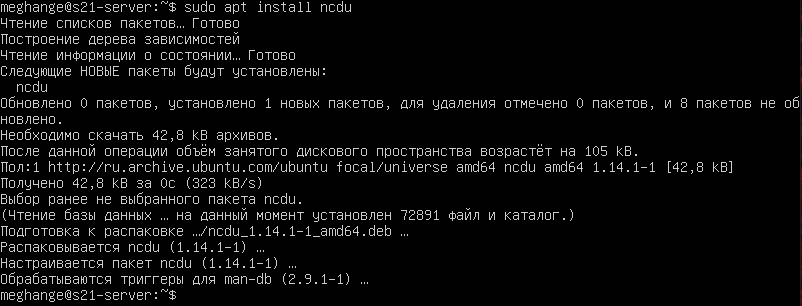 meghange@s21-server:~$ sudo apt install ncdu
Чтение списков пакетов… Готово
Построение дерева зависимостей
Чтение информации о состоянии… Готово
Следующие НОВЫЕ пакеты будут установлены:
  ncdu
Обновлено 0 пакетов, установлено 1 новых пакетов, для удаления отмечено 0 пакетов, и 8 пакетов не об
новлено.
Необходимо скачать 42,8 kB архивов.
После данной операции объём занятого дискового пространства возрастёт на 105 kB.
Пол:1 http://ru.archive.ubuntu.com/ubuntu focal/universe amd64 ncdu amd64 1.14.1-1 [42,8 kB]
Получено 42,8 kB за 0с (323 kB/s)
Выбор ранее не выбранного пакета ncdu.
(Чтение базы данных … на данный момент установлен 72891 файл и каталог.)
Подготовка к распаковке …/ncdu_1.14.1-1_amd64.deb …
Распаковывается ncdu (1.14.1-1) …
Настраивается пакет ncdu (1.14.1-1) …
Обрабатываются триггеры для man-db (2.9.1-1) …
meghange@s21-server:~$